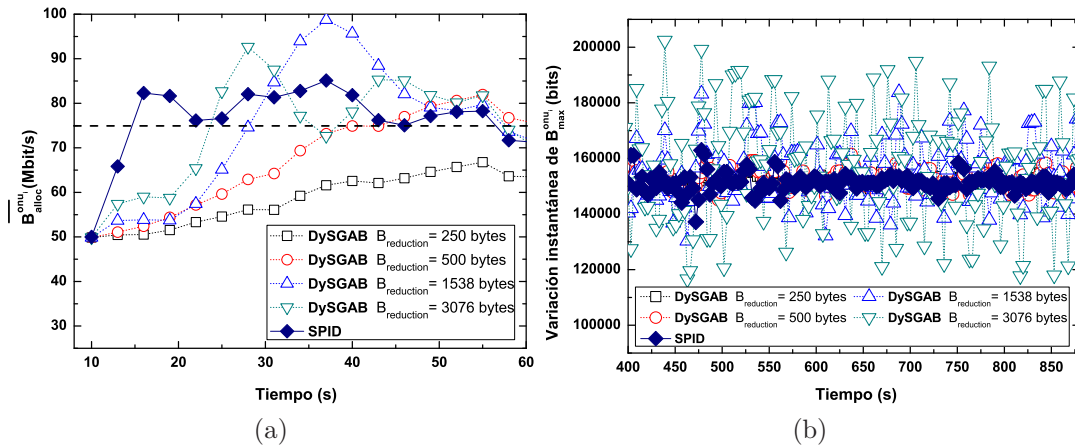 100
90
80
70
60
50
40
30
10
20
30
40
50
60
B^onu_i_alloc (Mbit/s)
Tiempo (s)
DySGAB B_reduction = 250 bytes
DySGAB B_reduction = 500 bytes
DySGAB B_reduction = 1538 bytes
DySGAB B_reduction = 3076 bytes
SPID
(a)
200000
180000
160000
140000
120000
100000
400 450 500 550 600 650 700 750 800 850
Variación instantánea de B^onu_i_max (bits)
Tiempo (s)
DySGAB B_reduction = 250 bytes
DySGAB B_reduction = 1538 bytes
DySGAB B_reduction = 500 bytes
DySGAB B_reduction = 3076 bytes
SPID
(b)